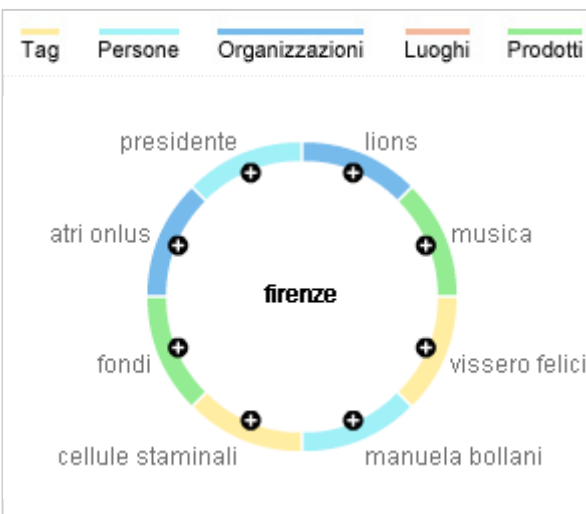 Tag Persone Organizzazioni Luoghi Prodotti
presidente lions
atri onlus musica
firenze
fondi vissero felici
cellule staminali manuela bollani